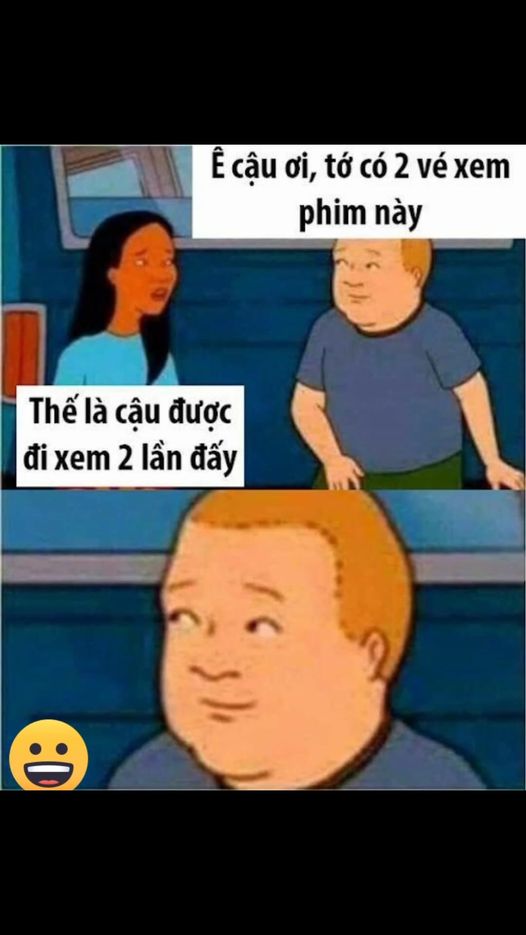 Ê cậu ơi, tớ có 2 vé xem
phim này
Thế là cậu được
đi xem 2 lần đấy